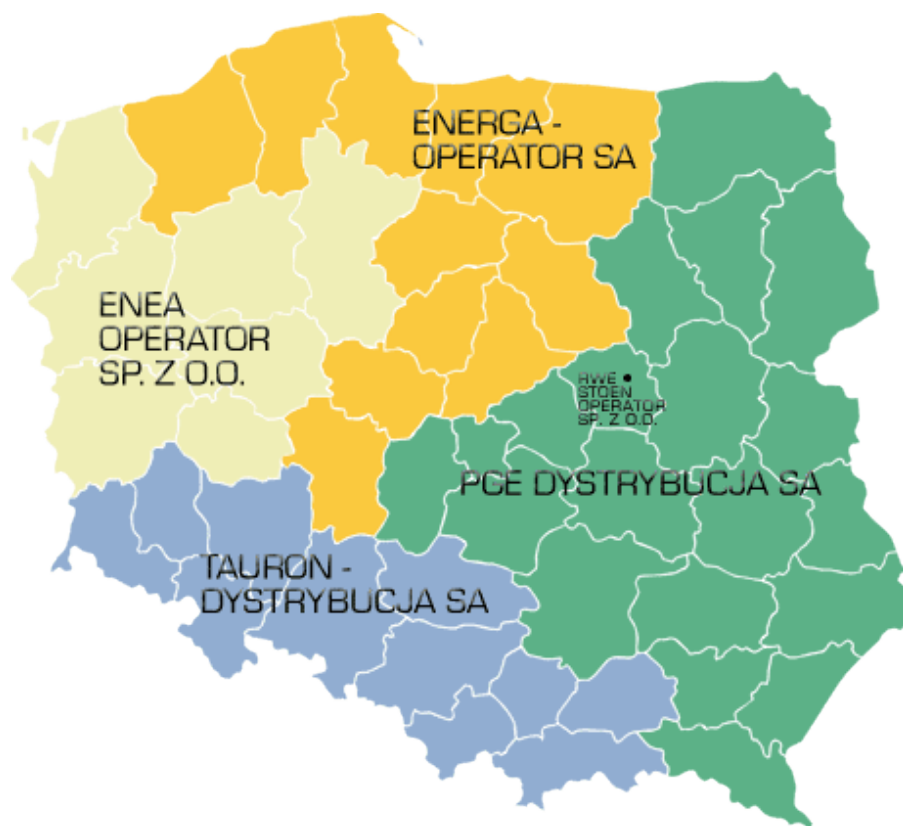 ENERGA -
OPERATOR SA
ENEA
OPERATOR
SP. Z O.O.
RWE
STOEN
OPERATOR
SP. Z O.O.
PGE DYSTRYBUCJA SA
TAURON -
DYSTRYBUCJA SA